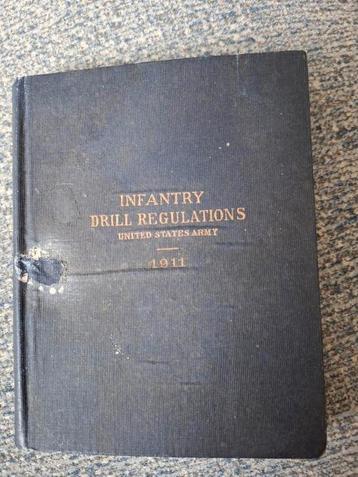 INFANTRY
DRILL REGULATIONS
UNITED STATES ARMY
1911